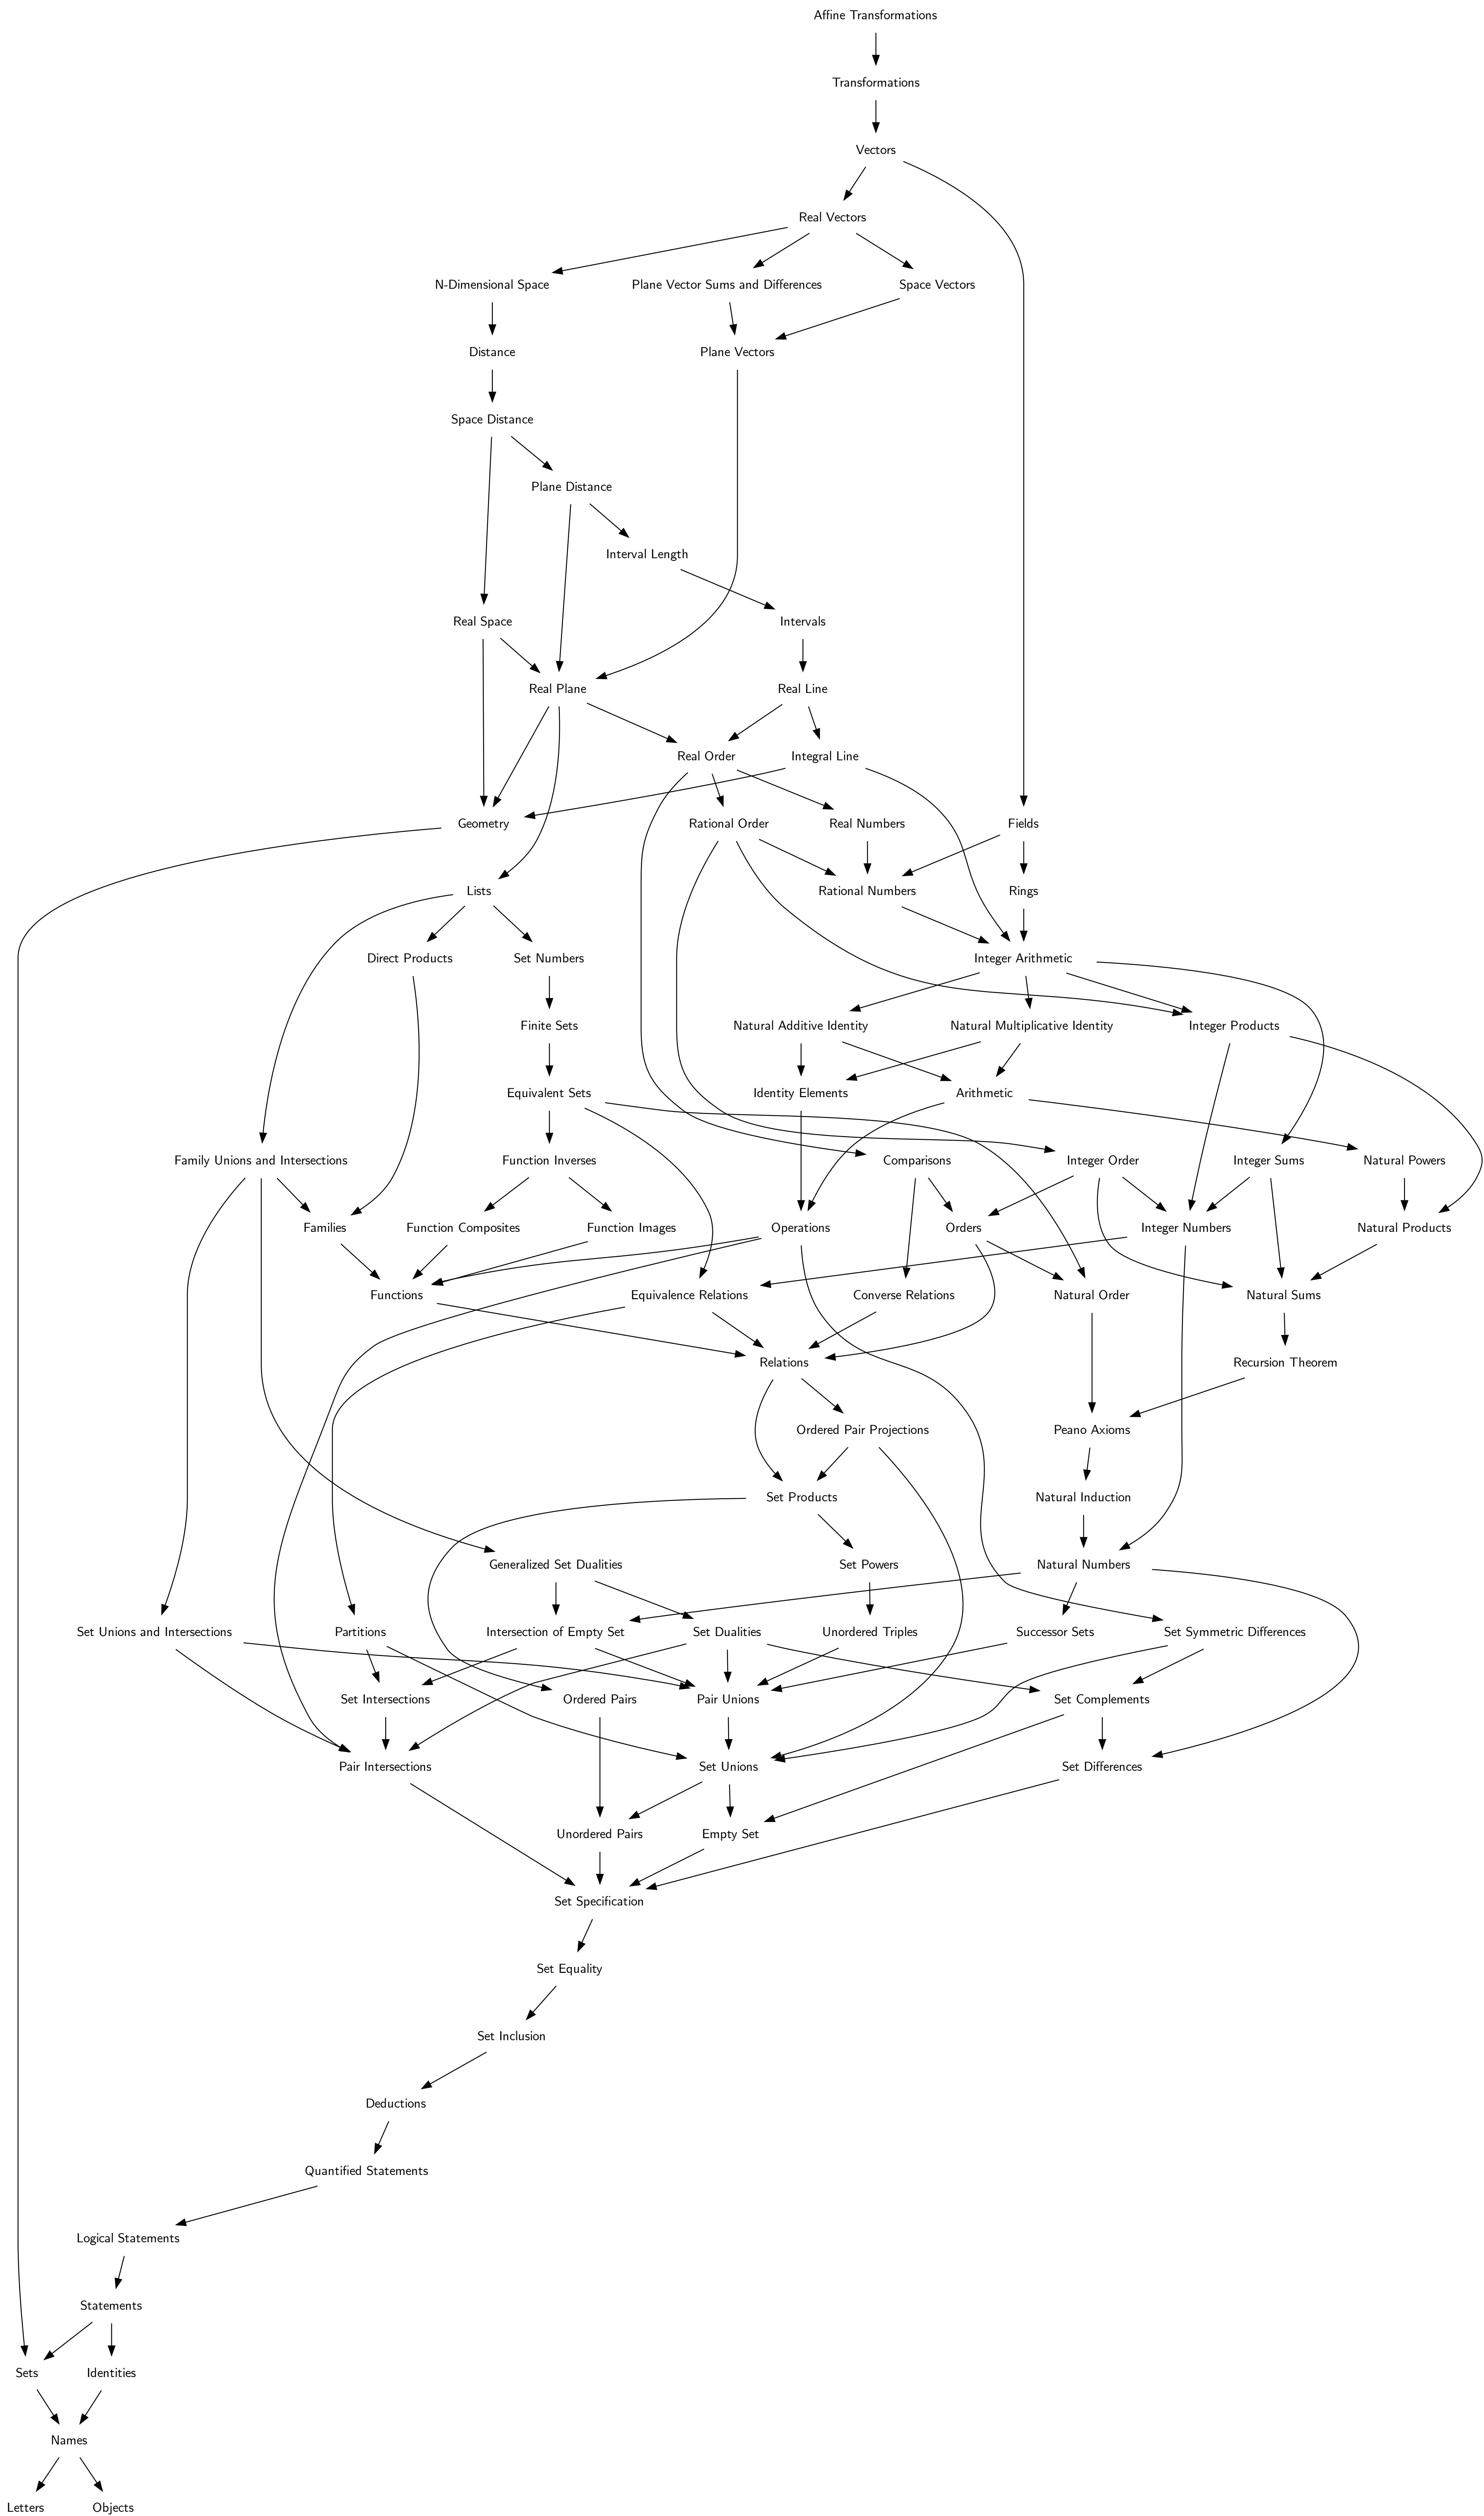 Affine Transformations
Transformations
Vectors
Real Vectors
N-Dimensional Space
Plane Vector Sums and Differences
Space Vectors
Distance
Plane Vectors
Space Distance
Plane Distance
Interval Length
Real Space
Intervals
Real Plane
Real Line
Real Order
Integral Line
Geometry
Rational Order
Real Numbers
Fields
Lists
Rational Numbers
Rings
Direct Products
Set Numbers
Integer Arithmetic
Finite Sets
Natural Additive Identity
Natural Multiplicative Identity
Integer Products
Equivalent Sets
Identity Elements
Arithmetic
Family Unions and Intersections
Function Inverses
Comparisons
Integer Order
Integer Sums
Natural Powers
Families
Function Composites
Function Images
Operations
Orders
Integer Numbers
Natural Products
Functions
Equivalence Relations
Converse Relations
Natural Order
Natural Sums
Relations
Recursion Theorem
Ordered Pair Projections
Peano Axioms
Set Products
Natural Induction
Generalized Set Dualities
Set Powers
Natural Numbers
Set Unions and Intersections
Partitions
Intersection of Empty Set
Set Dualities
Unordered Triples
Successor Sets
Set Symmetric Differences
Set Intersections
Ordered Pairs
Pair Unions
Set Complements
Pair Intersections
Set Unions
Set Differences
Unordered Pairs
Empty Set
Set Specification
Set Equality
Set Inclusion
Deductions
Quantified Statements
Logical Statements
Statements
Sets
Identities
Names
Letters
Objects